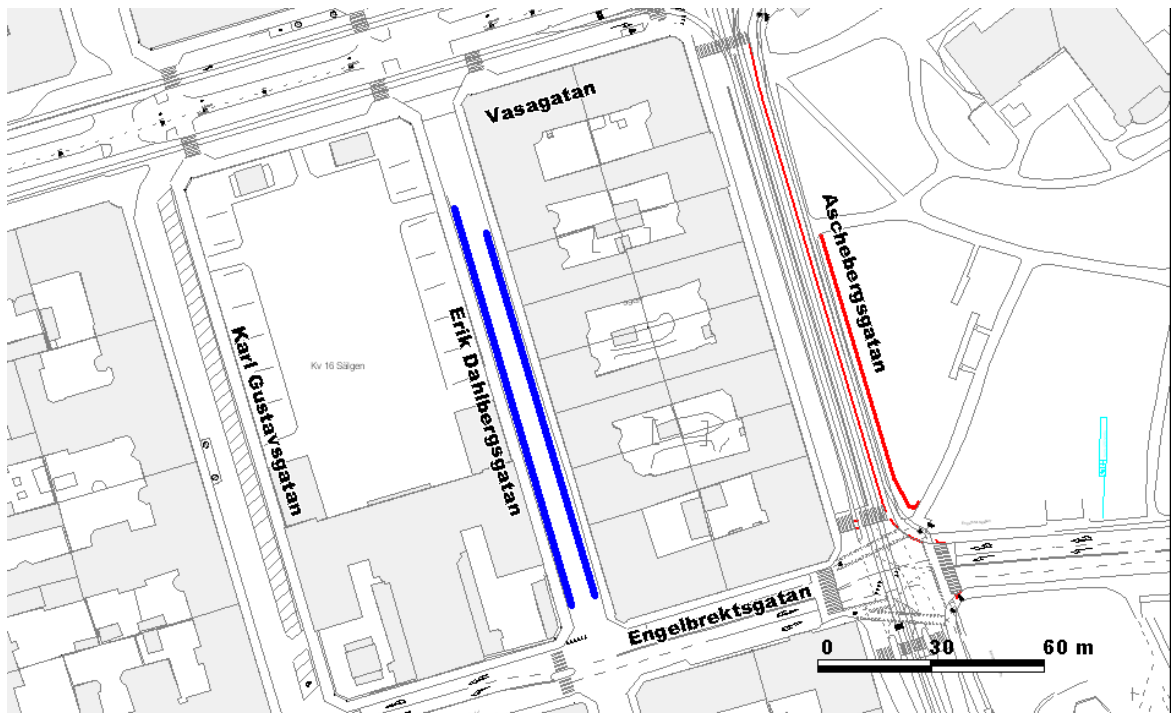 Vasagatan
Aschebergsgatan
Erik Dahlbergsgatan
Karl Gustavsgatan
Kv 16 Sälgen
Engelbrektsgatan
0 30 60 m